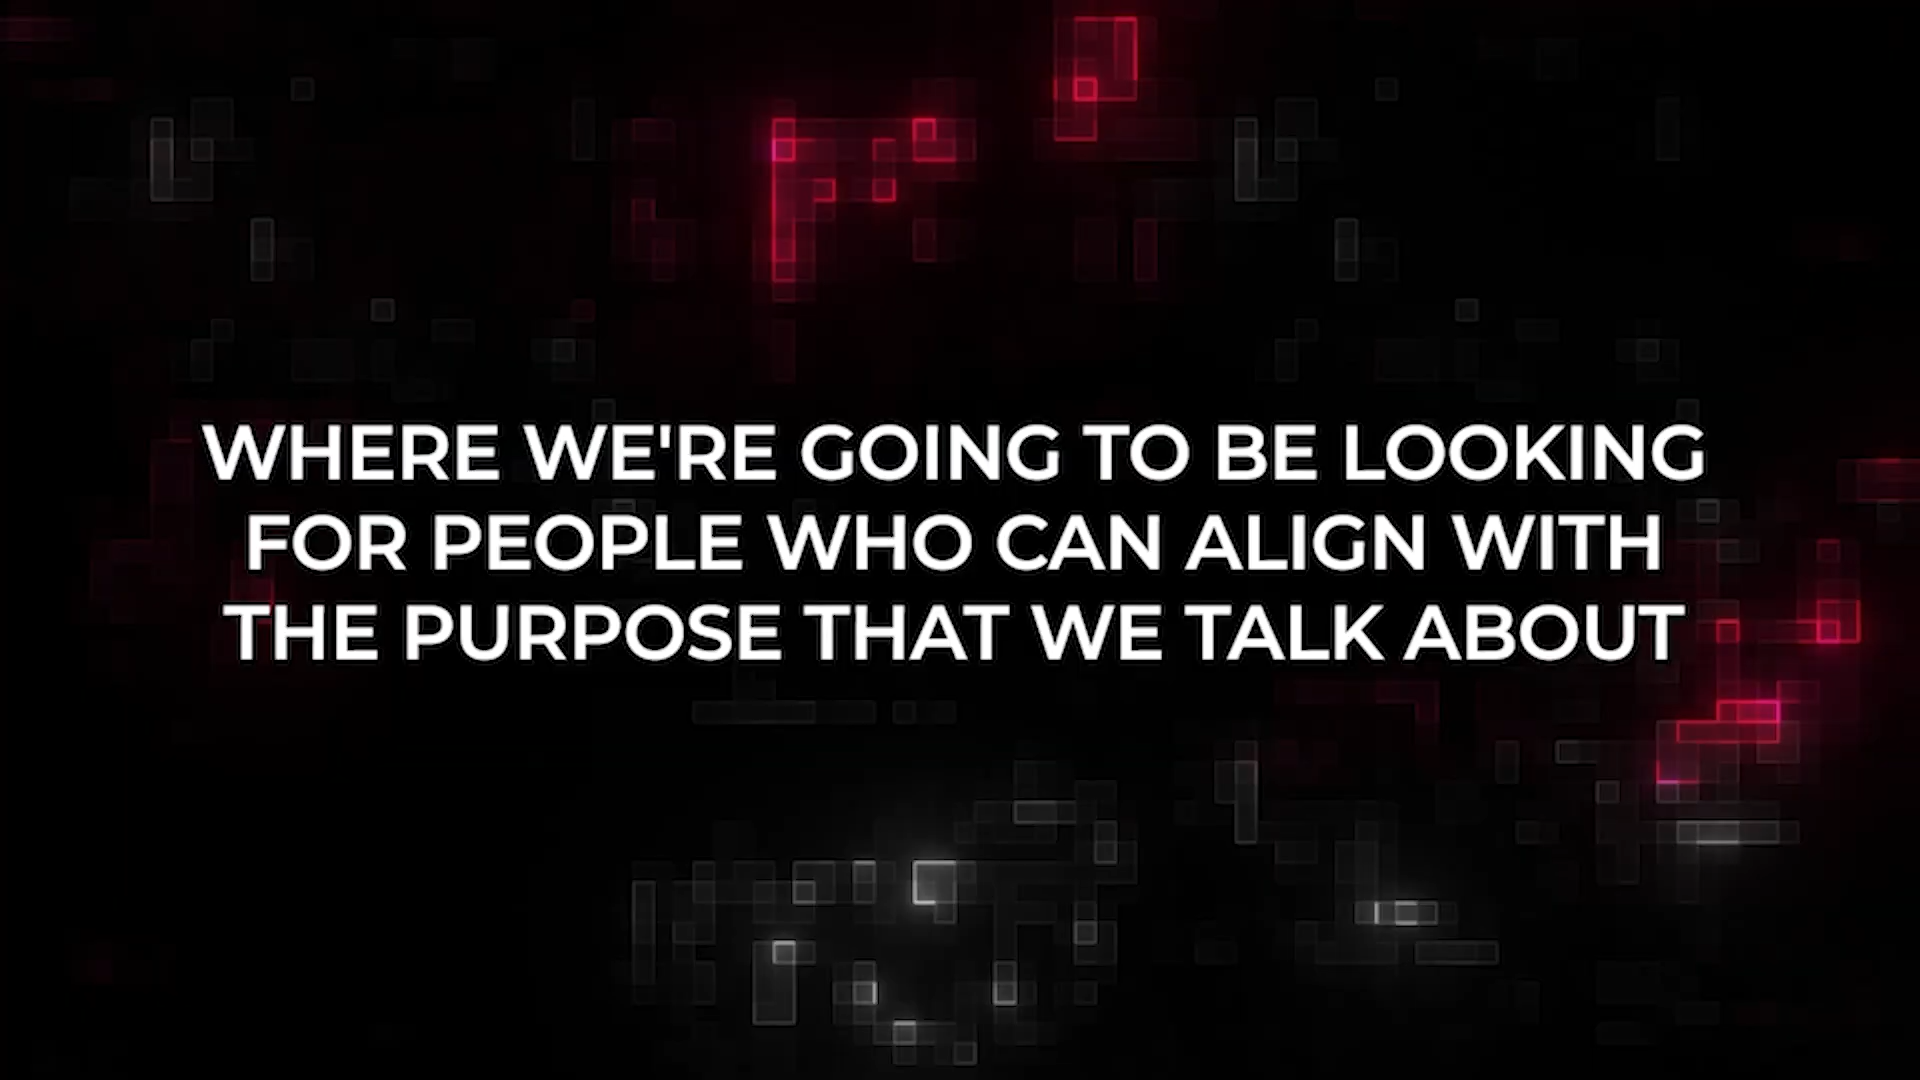 WHERE WE'RE GOING TO BE LOOKING
FOR PEOPLE WHO CAN ALIGN WITH
THE PURPOSE THAT WE TALK ABOUT